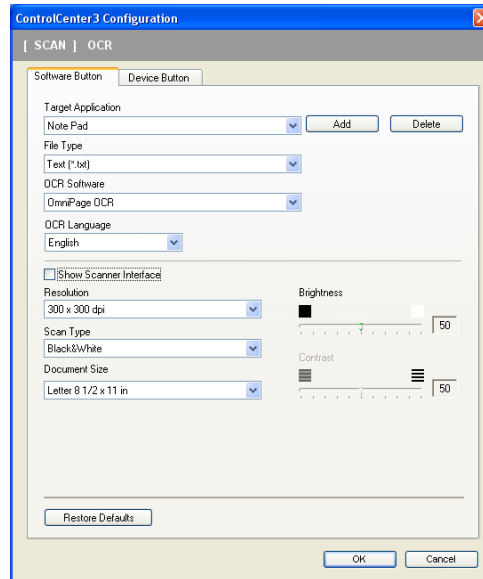 ControlCenter3 Configuration
[ SCAN ] OCR
Software Button Device Button
Target Application
Note Pad Add Delete
File Type
Text (*.txt)
OCR Software
OmniPage OCR
OCR Language
English
Show Scanner Interface
Resolution Brightness
300 x 300 dpi
50
Scan Type
Black&White
Contrast
Document Size
Letter 8 1/2 x 11 in 50
Restore Defaults
OK Cancel